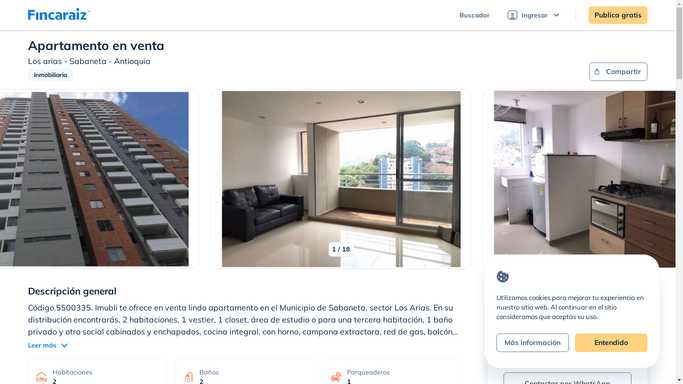 Fincaraiz
Buscador
Ingresar
Publica gratis
Apartamento en venta
Los arias - Sabaneta - Antioquia
Inmobiliaria
Compartir
1 / 18
Descripción general
Código.5500335. Imubli te ofrece en venta lindo apartamento en el Municipio de Sabaneta, sector Los Arias. En su
distribución encontrarás, 2 habitaciones, 1 vestier, 1 closet, área de estudio o para una tercera habitación, 1 baño
privado y otro social cabinados y enchapados, cocina integral, con horno, campana extractora, red de gas, balcón...
Leer más
Utilizamos cookies para mejorar tu experiencia en
nuestro sitio web. Al continuar en el sitio
consideramos que aceptas su uso.
Más información
Entendido
Habitaciones
2
Baños
2
Parqueaderos
1
Contactar por WhatsApp